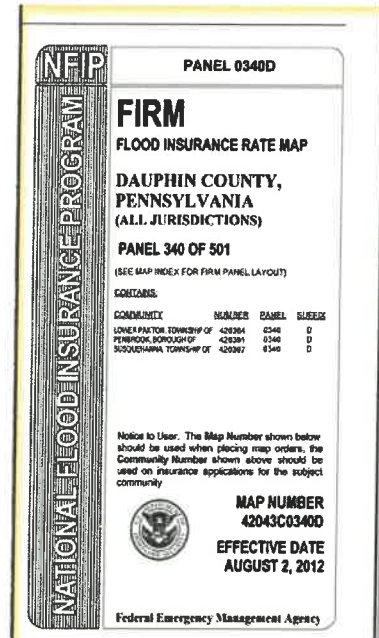 NFIP
PANEL 0340D
NATIONAL FLOOD INSURANCE PROGRAM
FIRM
FLOOD INSURANCE RATE MAP
DAUPHIN COUNTY,
PENNSYLVANIA
(ALL JURISDICTIONS)
PANEL 340 OF 501
(SEE MAP INDEX FOR FIRM PANEL LAYOUT)
CONTAINS:
COMMUNITY NUMBER PANEL SUFFIX
LOWER PAXTON, TOWNSHIP OF 420384 0340 D
PENBROOK, BOROUGH OF 420391 0340 D
SUSQUEHANNA, TOWNSHIP OF 420397 0340 D
Notice to User. The Map Number shown below
should be used when placing map orders, the
Community Number shown above should be
used on insurance applications for the subject
community
MAP NUMBER
42043C0340D
EFFECTIVE DATE
AUGUST 2, 2012
Federal Emergency Management Agency